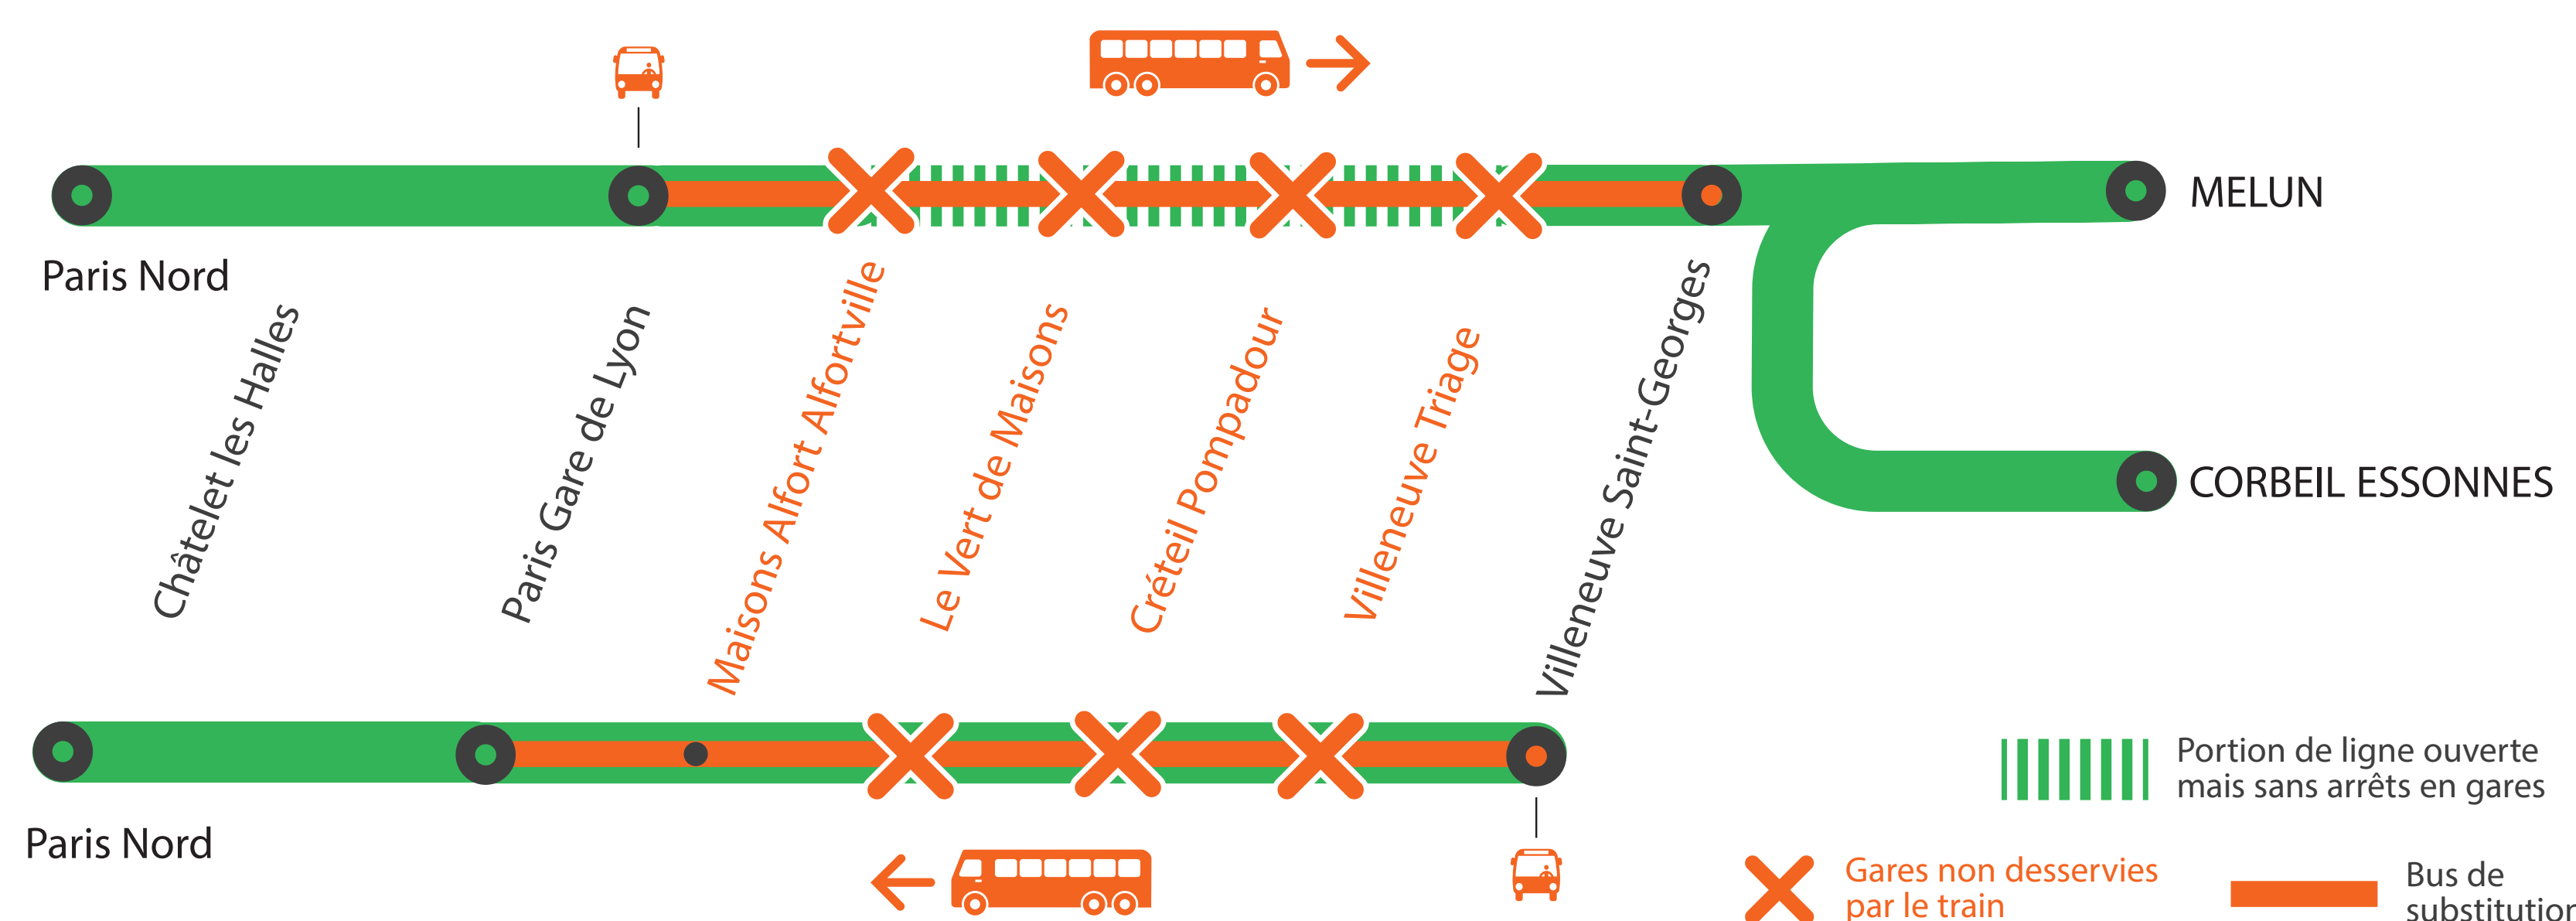 MELUN
Paris Nord
Châtelet les Halles
Paris Gare de Lyon
Maisons Alfort Alfortville
Le Vert de Maisons
Créteil Pompadour
Villeneuve Triage
Villeneuve Saint-Georges
CORBEIL ESSONNES
Paris Nord
Portion de ligne ouverte
mais sans arrêts en gares
Gares non desservies
par le train
Bus de
substitution